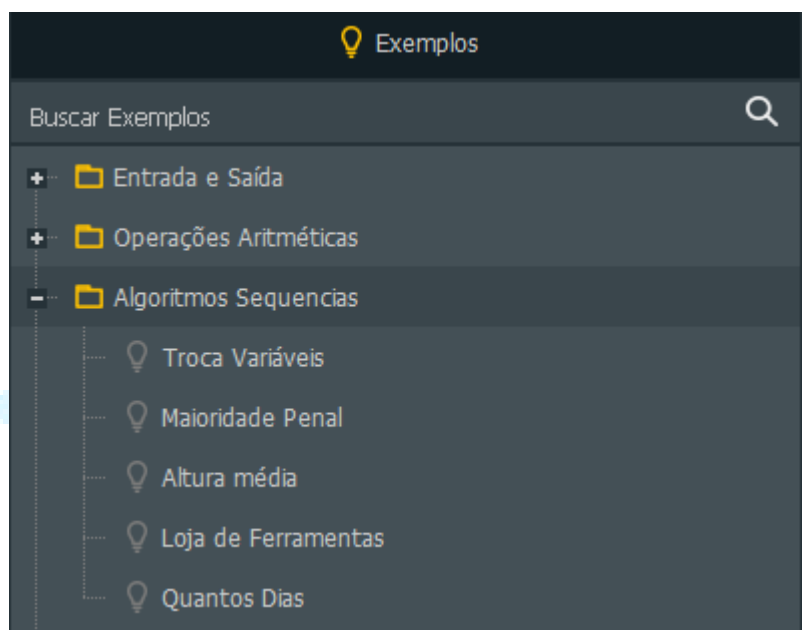 Exemplos
Buscar Exemplos
Entrada e Saída
Operações Aritméticas
Algoritmos Sequencias
Troca Variáveis
Maioridade Penal
Altura média
Loja de Ferramentas
Quantos Dias